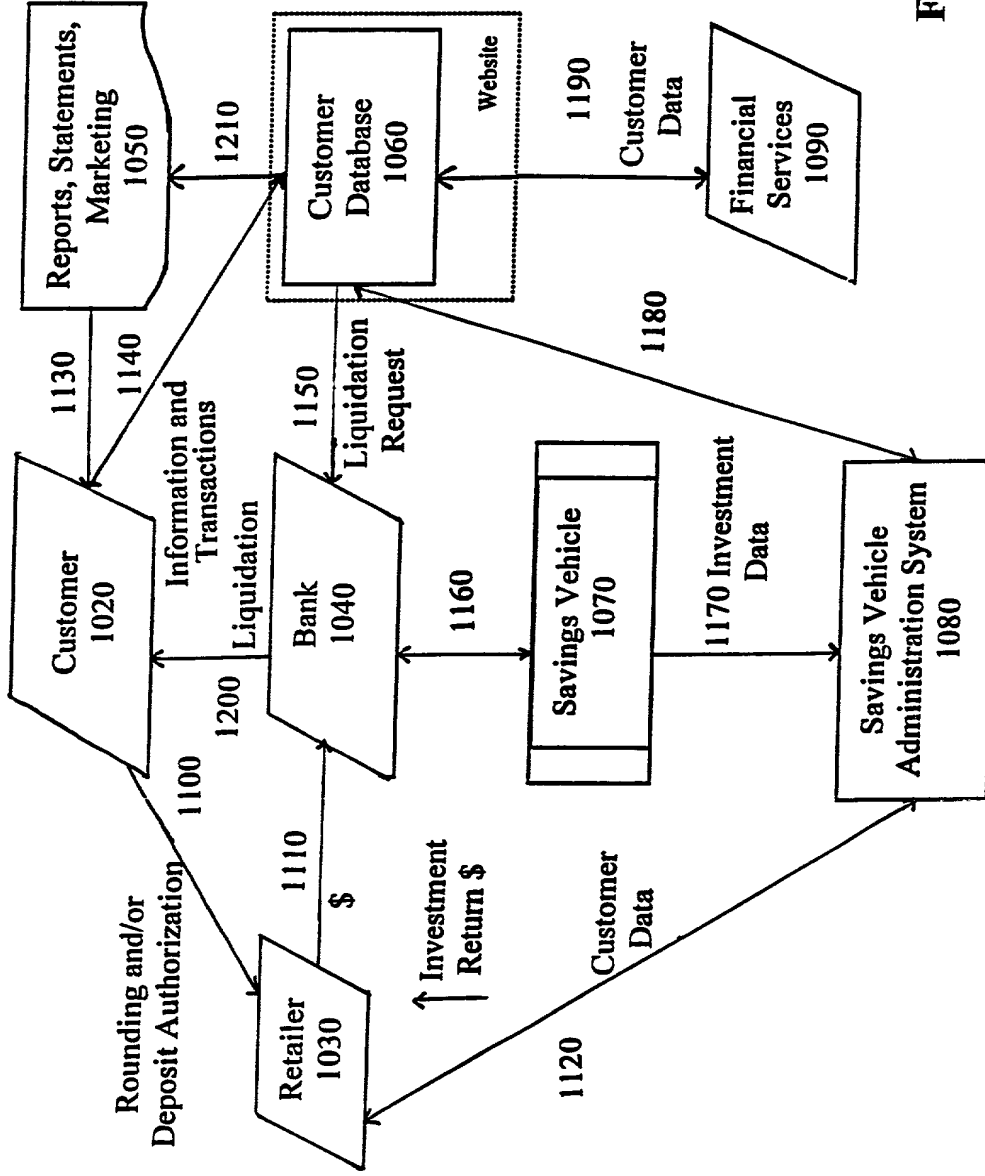 Reports, Statements,
Marketing
1050
Customer
1020
1130
1140
1210
Information and
Transactions
Customer
Database
1060
Website
Rounding and/or
Deposit Authorization
1100
1200
Liquidation
1150
Liquidation
Request
Retailer
1030
1110
$
Bank
1040
1190
Customer
Data
Financial
Services
1090
Investment
Return $
1160
1180
Savings Vehicle
1070
1120
Customer
Data
1170 Investment
Data
Savings Vehicle
Administration System
1080
F